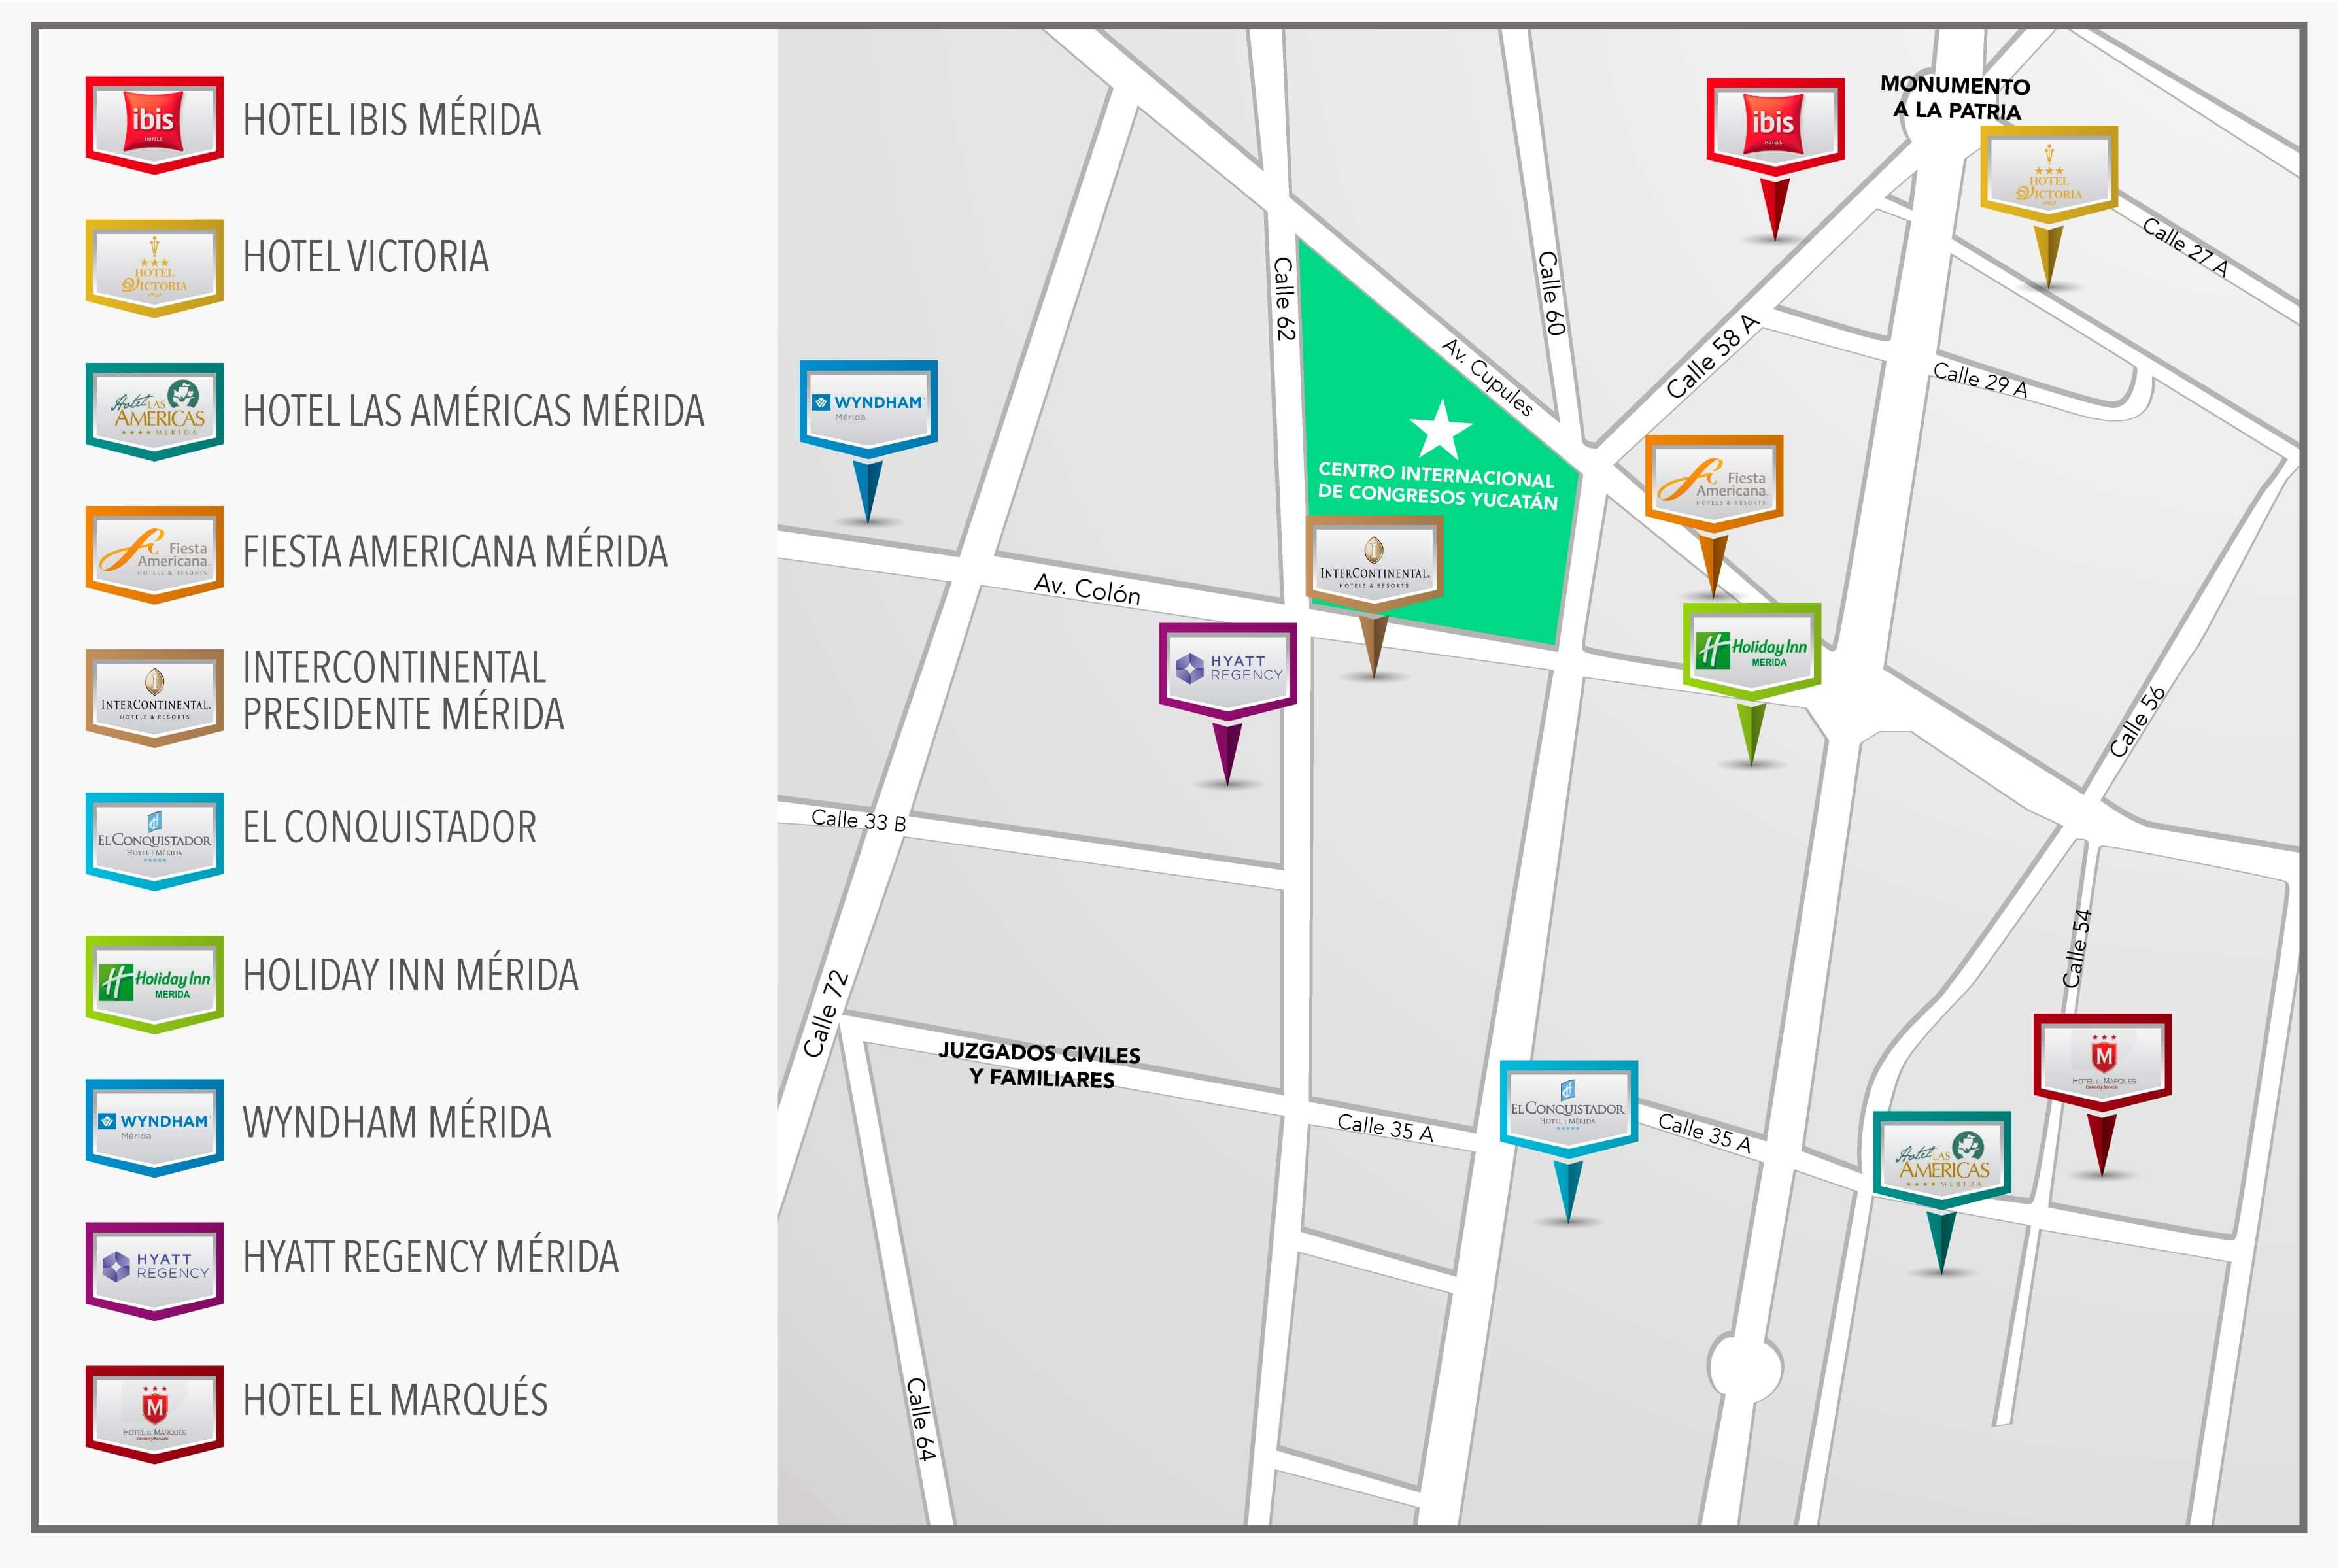 ibis
HOTELS
HOTEL IBIS MÉRIDA
HOTEL
VICTORIA
HOTEL VICTORIA
Hotel LAS
AMÉRICAS
MÉRIDA
HOTEL LAS AMÉRICAS MÉRIDA
Fiesta
Americana.
HOTELS & RESORTS
FIESTA AMERICANA MÉRIDA
INTERCONTINENTAL.
HOTELS & RESORTS
INTERCONTINENTAL
PRESIDENTE MÉRIDA
EL CONQUISTADOR
HOTEL | MÉRIDA
EL CONQUISTADOR
H Holiday Inn
MERIDA
HOLIDAY INN MÉRIDA
WYNDHAM
Mérida
WYNDHAM MÉRIDA
HYATT
REGENCY
HYATT REGENCY MÉRIDA
M
HOTEL EL MARQUES
Confort y Servicio
HOTEL EL MARQUÉS
ibis
HOTELS
MONUMENTO
A LA PATRIA
HOTEL
VICTORIA
Calle 27 A
Calle 62
Calle 60
Av. Cupules
Calle 58 A
Calle 29 A
WYNDHAM
Mérida
CENTRO INTERNACIONAL
DE CONGRESOS YUCATÁN
Fiesta
Americana.
HOTELS & RESORTS
INTERCONTINENTAL.
HOTELS & RESORTS
Av. Colón
HYATT
REGENCY
H Holiday Inn
MERIDA
Calle 56
Calle 33 B
Calle 54
Calle 72
JUZGADOS CIVILES
Y FAMILIARES
M
HOTEL EL MARQUES
Confort y Servicio
EL CONQUISTADOR
HOTEL | MÉRIDA
Calle 35 A
Calle 35 A
Hotel LAS
AMÉRICAS
MÉRIDA
Calle 64